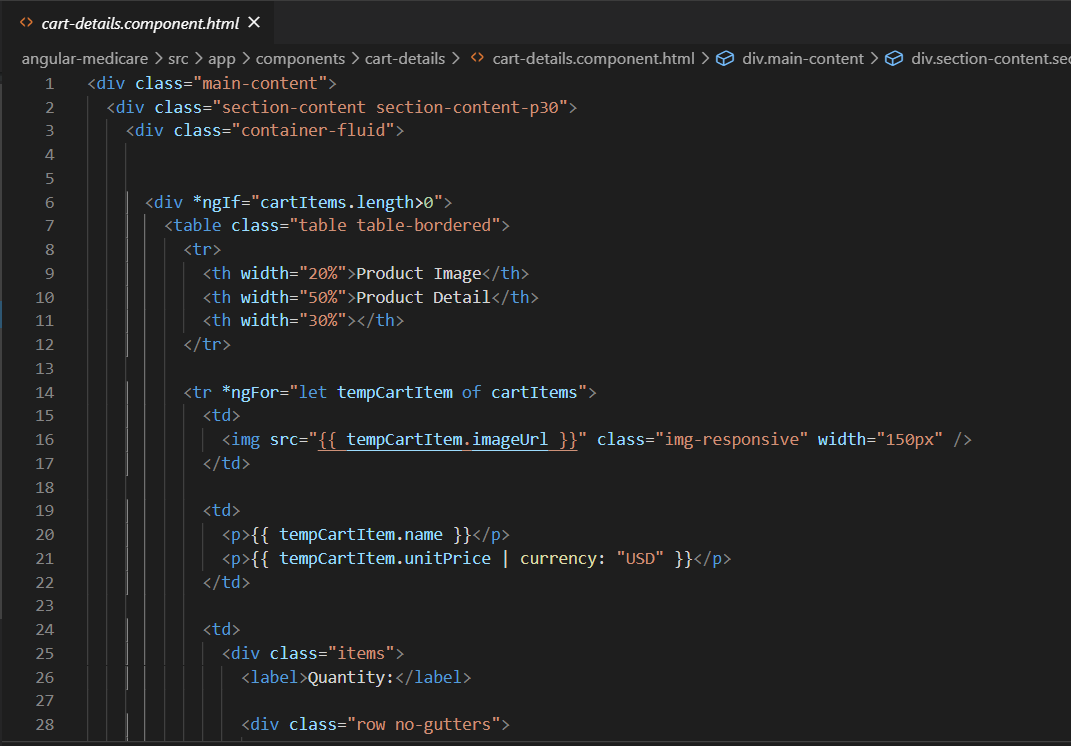 cart-details.component.html
angular-medicare > src > app > components > cart-details > cart-details.component.html > div.main-content > div.section-content.sec
1 <div class="main-content">
2 <div class="section-content section-content-p30">
3 <div class="container-fluid">
4
5
6 <div *ngIf="cartItems.length>0">
7 <table class="table table-bordered">
8 <tr>
9 <th width="20%">Product Image</th>
10 <th width="50%">Product Detail</th>
11 <th width="30%"></th>
12 </tr>
13
14 <tr *ngFor="let tempCartItem of cartItems">
15 <td>
16 <img src="{{ tempCartItem.imageUrl }}" class="img-responsive" width="150px" />
17 </td>
18
19 <td>
20 <p>{{ tempCartItem.name }}</p>
21 <p>{{ tempCartItem.unitPrice | currency: "USD" }}</p>
22 </td>
23
24 <td>
25 <div class="items">
26 <label>Quantity:</label>
27
28 <div class="row no-gutters">